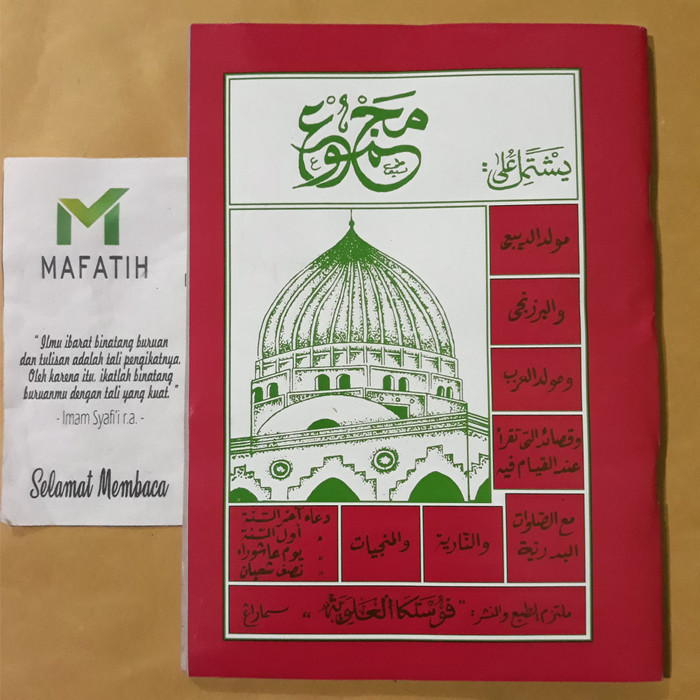 MAFATIH
" Ilmu ibarat binatang buruan
dan tulisan adalah tali pengikatnya.
Oleh karena itu, ikatlah binatang
buruanmu dengan tali yang kuat. "
- Imam Syafi'i r.a. -
Selamat Membaca
مجموع
يشتمل على :
مولد الديبعي
والبرزنجي
ومولد العزب
وقصائد التي تقرأ
عند القيام فيه
مع الصلوات
البدرية
والنارية
والمنجيات
دعاء آخر السنة
أول السنة
يوم عاشوراء
نصف شعبان
ملتزم الطبع والنشر : " فوستكا العلوية " سماراغ